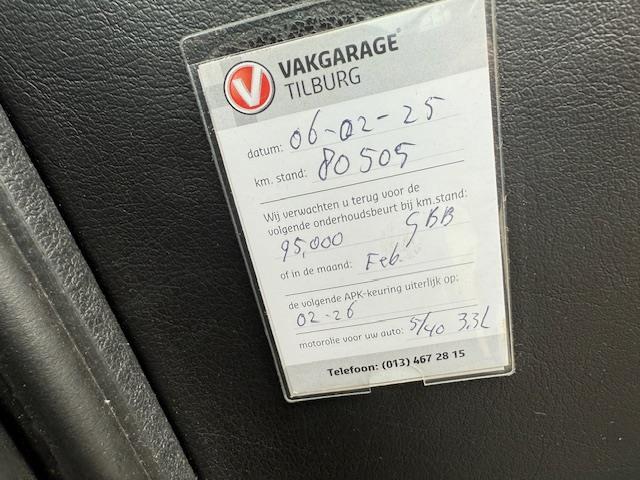 V VAKGARAGE®
TILBURG
datum: 06-02-25
km. stand: 80505
Wij verwachten u terug voor de
volgende onderhoudsbeurt bij km.stand:
95,000 GBB
of in de maand: Feb.
de volgende APK-keuring uiterlijk op:
02-26
motorolie voor uw auto: 5/40 3.3L
Telefoon: (013) 467 28 15